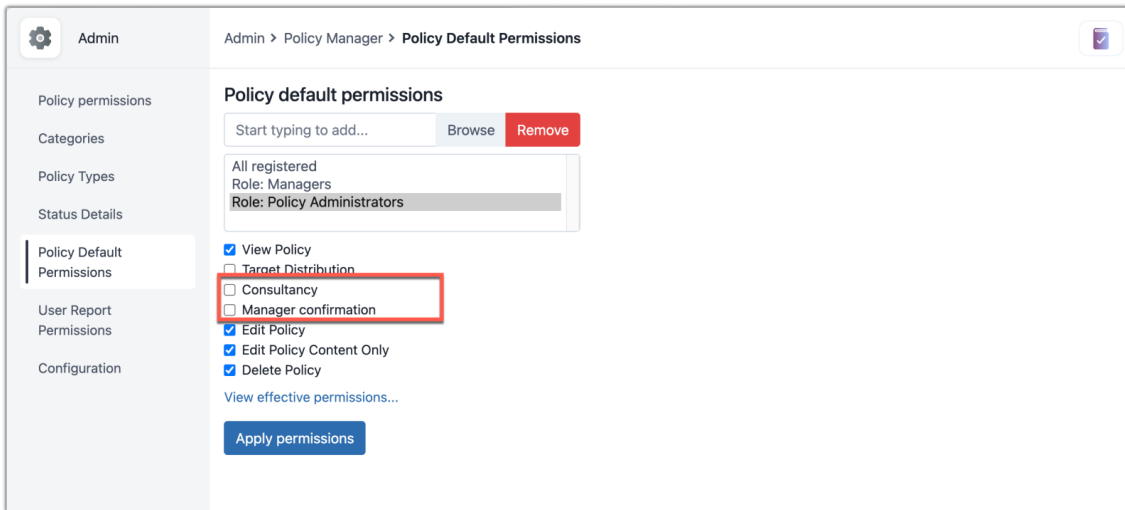 Admin
Admin > Policy Manager > Policy Default Permissions
Policy permissions
Categories
Policy Types
Status Details
Policy Default
Permissions
User Report
Permissions
Configuration
Policy default permissions
Start typing to add... Browse Remove
All registered
Role: Managers
Role: Policy Administrators
View Policy
Target Distribution
Consultancy
Manager confirmation
Edit Policy
Edit Policy Content Only
Delete Policy
View effective permissions...
Apply permissions